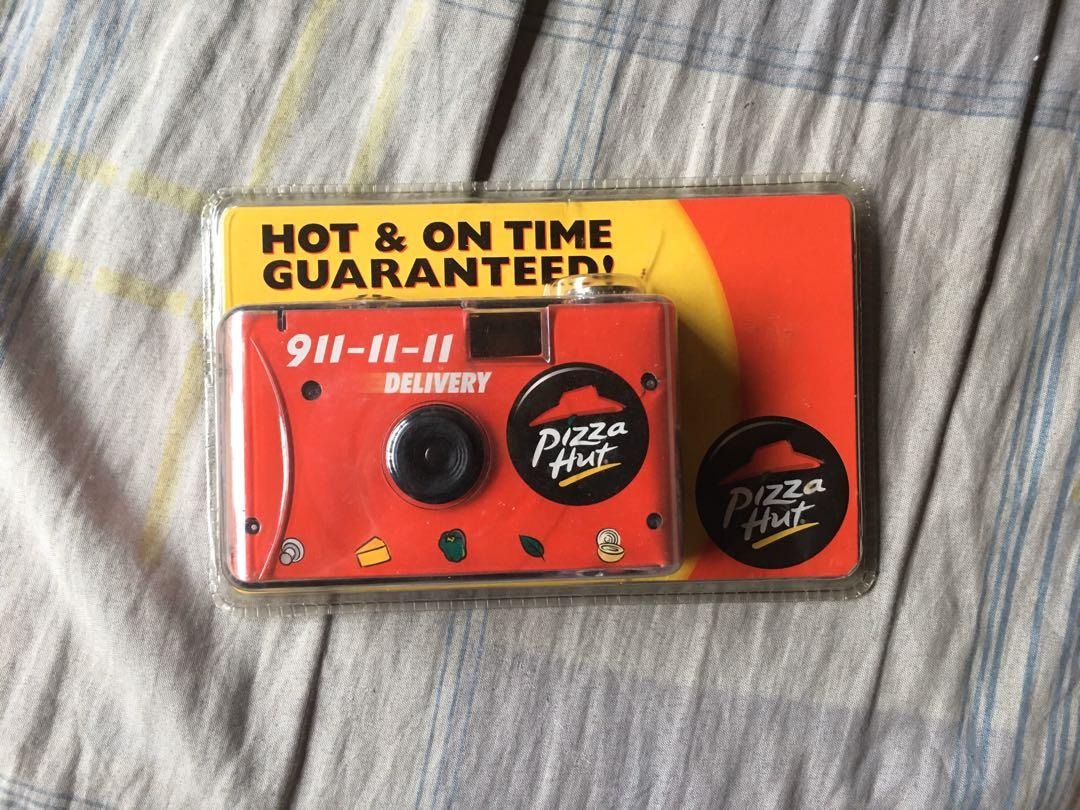 HOT & ON TIME
GUARANTEED!
911-11-11
DELIVERY
Pizza
Hut
Pizza
Hut